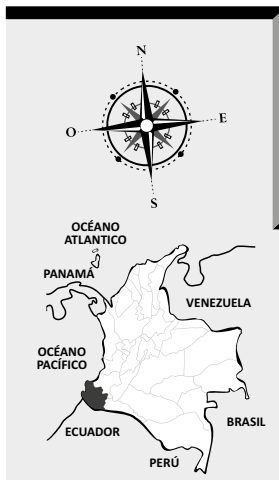 N
O
E
S
OCÉANO
ATLANTICO
PANAMÁ
VENEZUELA
OCÉANO
PACÍFICO
BRASIL
ECUADOR
PERÚ